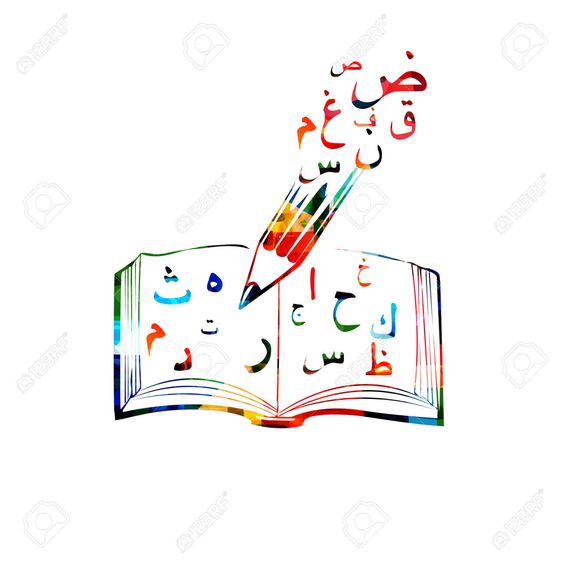 ض ص
ق ف غ م
ن س
خ ا ه ث
ك ح ج ت م
ظ س ر د ر
123RF